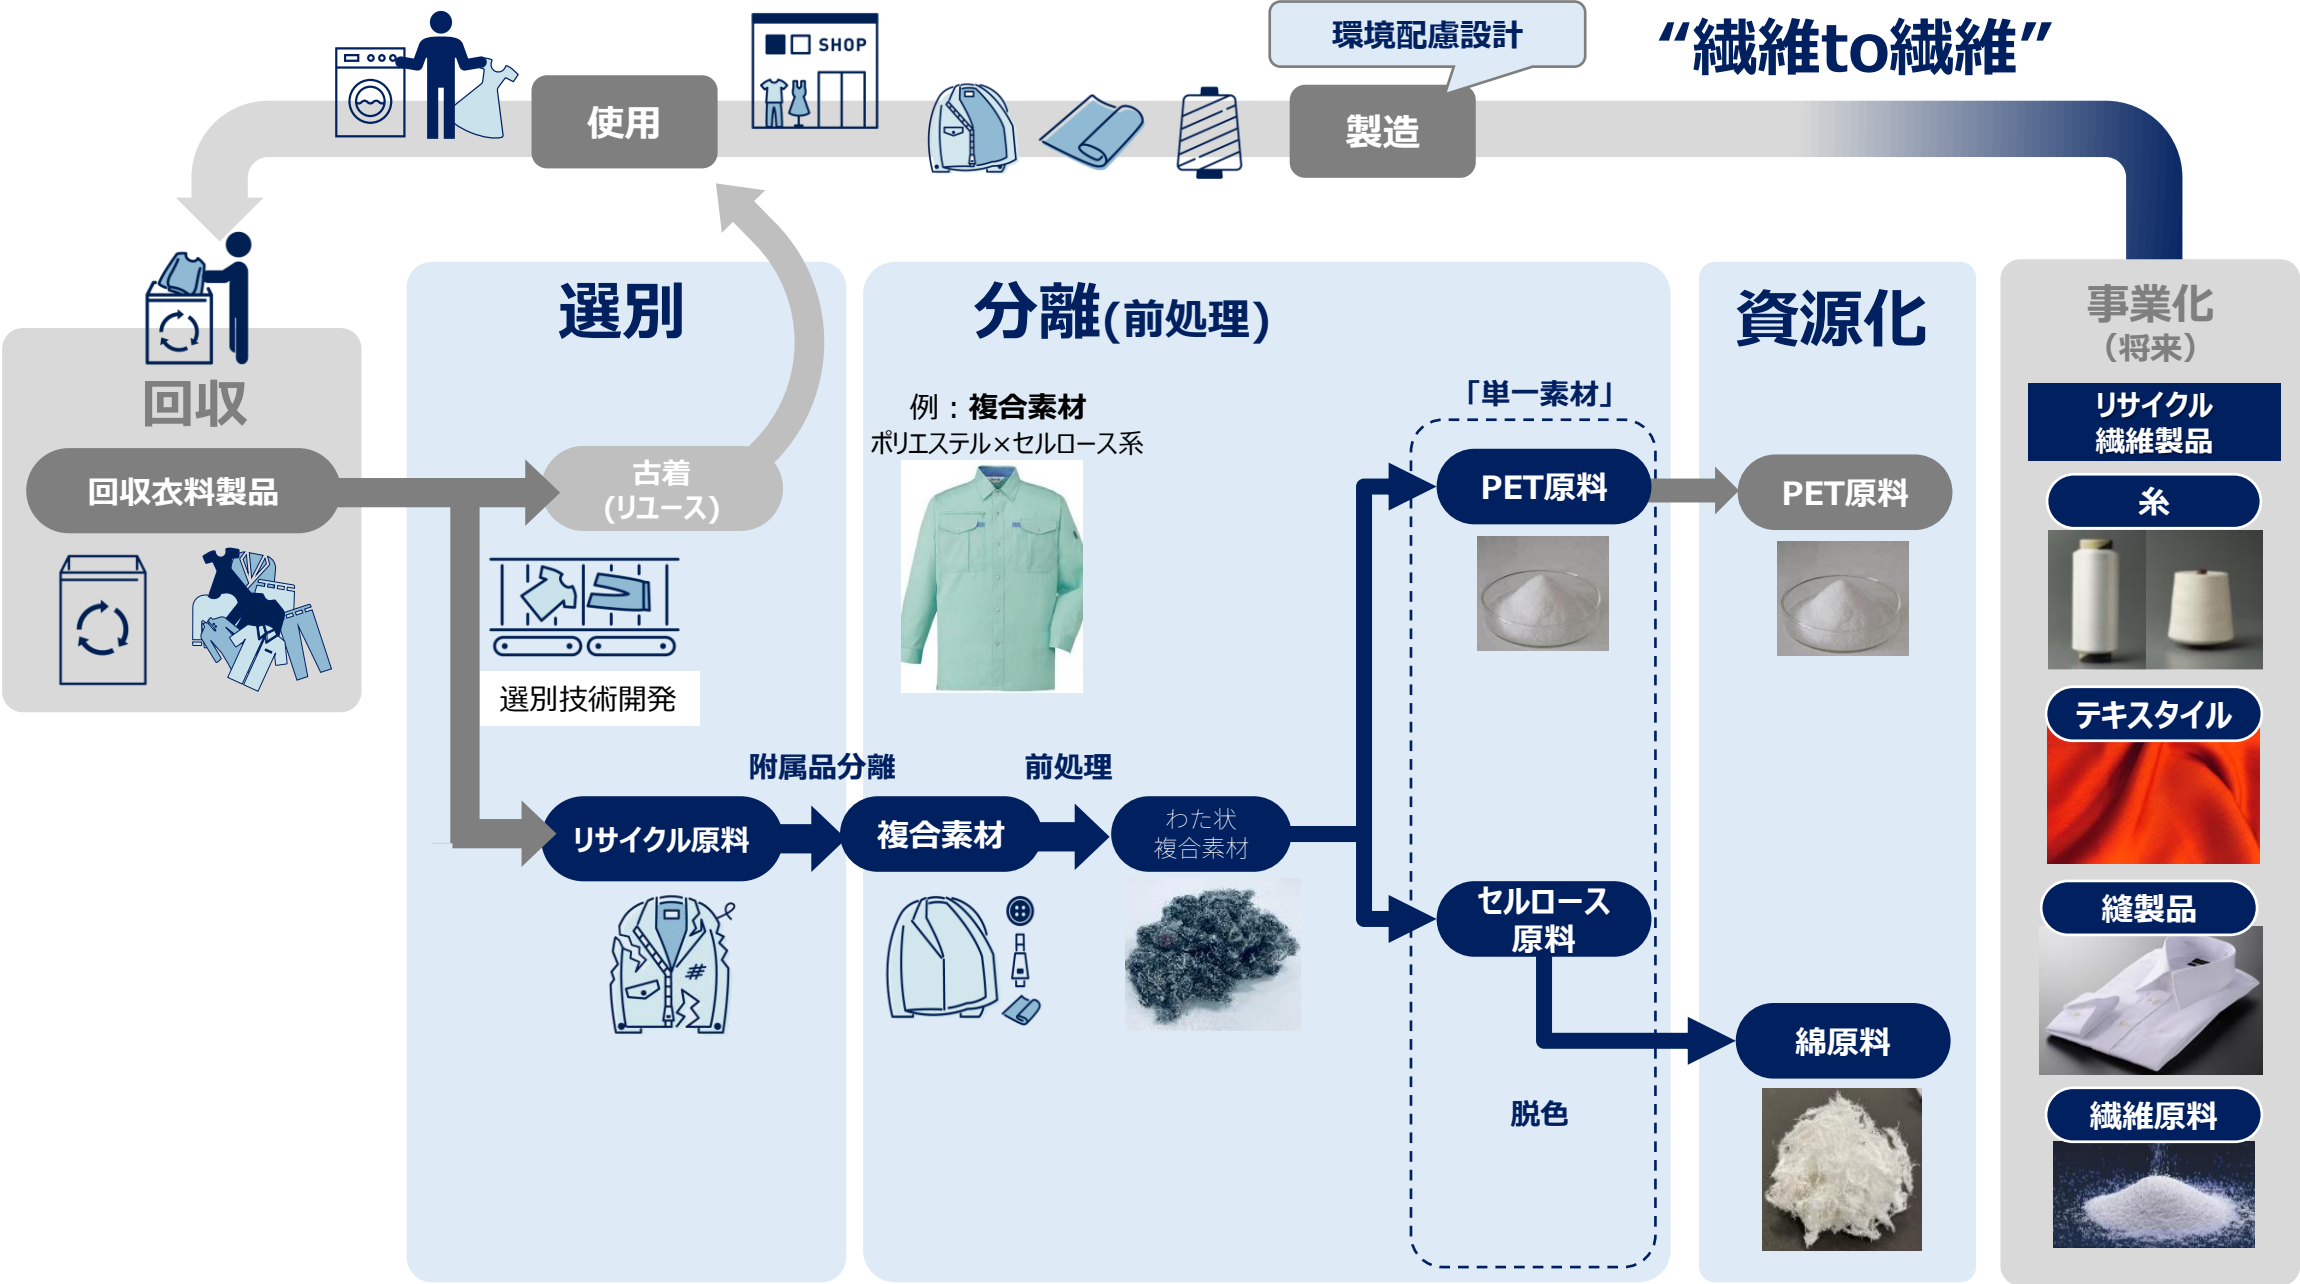 環境配慮設計
“繊維to繊維”
SHOP
使用
製造
選別
分離(前処理)
資源化
事業化
（将来）
回収
回収衣料製品
古着
(リユース)
選別技術開発
例：複合素材
ポリエステル×セルロース系
「単一素材」
PET原料
PET原料
リサイクル
繊維製品
糸
テキスタイル
附属品分離
前処理
リサイクル原料
複合素材
わた状
複合素材
セルロース
原料
脱色
綿原料
縫製品
繊維原料
#